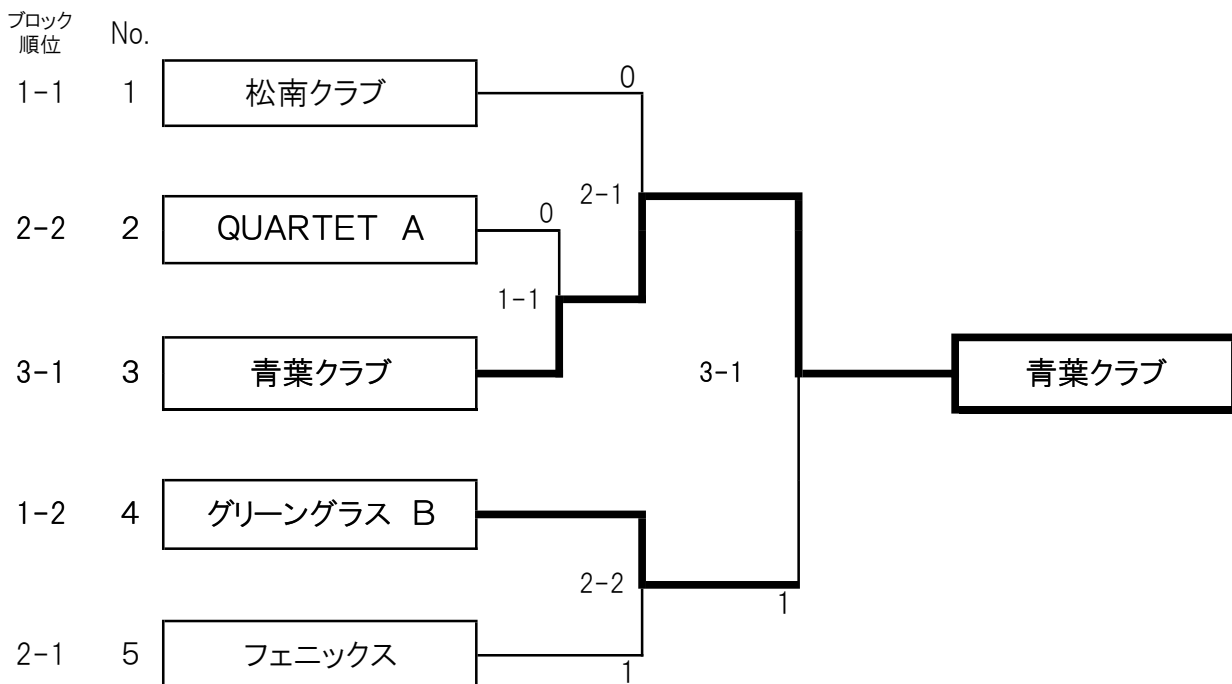 ブロック
順位
No.
1-1 1 松南クラブ 0
2-1
2-2 2 QUARTET A 0
1-1
3-1 3 青葉クラブ 3-1 青葉クラブ
1-2 4 グリーングラス B
2-2 1
2-1 5 フェニックス 1